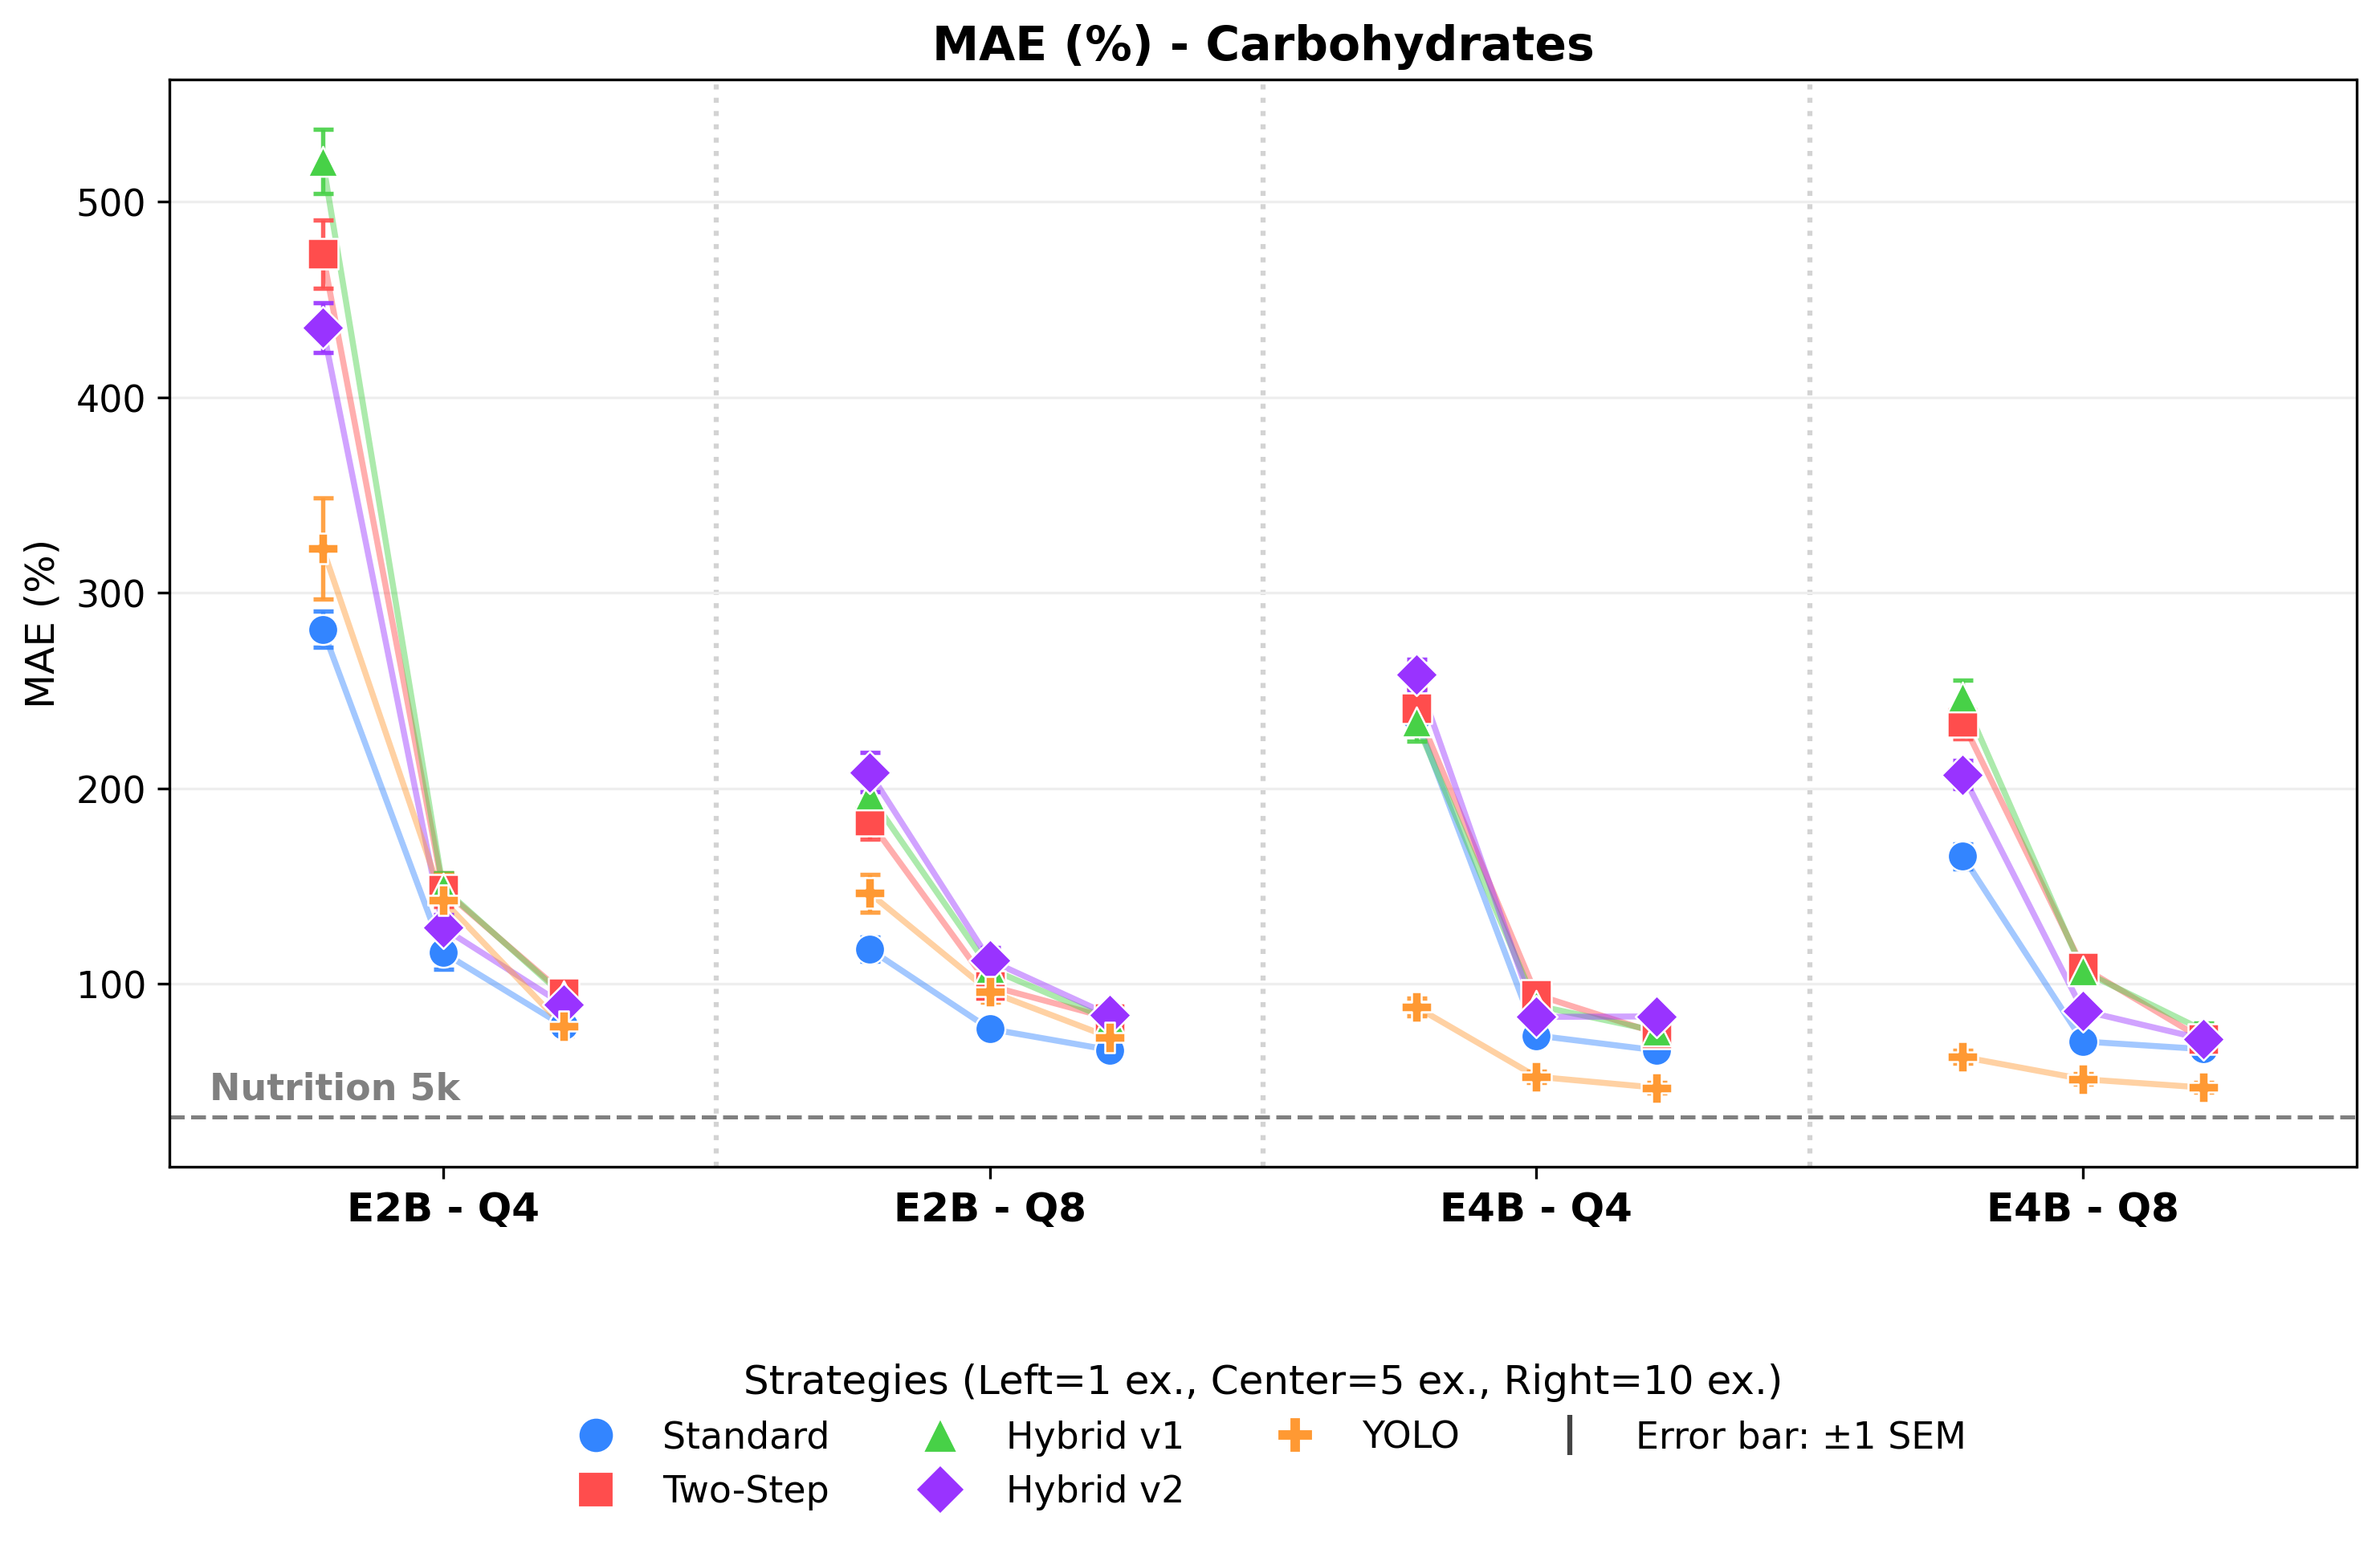 MAE (%) - Carbohydrates
MAE (%)
500
400
300
200
100
Nutrition 5k
E2B - Q4
E2B - Q8
E4B - Q4
E4B - Q8
Strategies (Left=1 ex., Center=5 ex., Right=10 ex.)
Standard
Hybrid v1
YOLO
Error bar: ±1 SEM
Two-Step
Hybrid v2